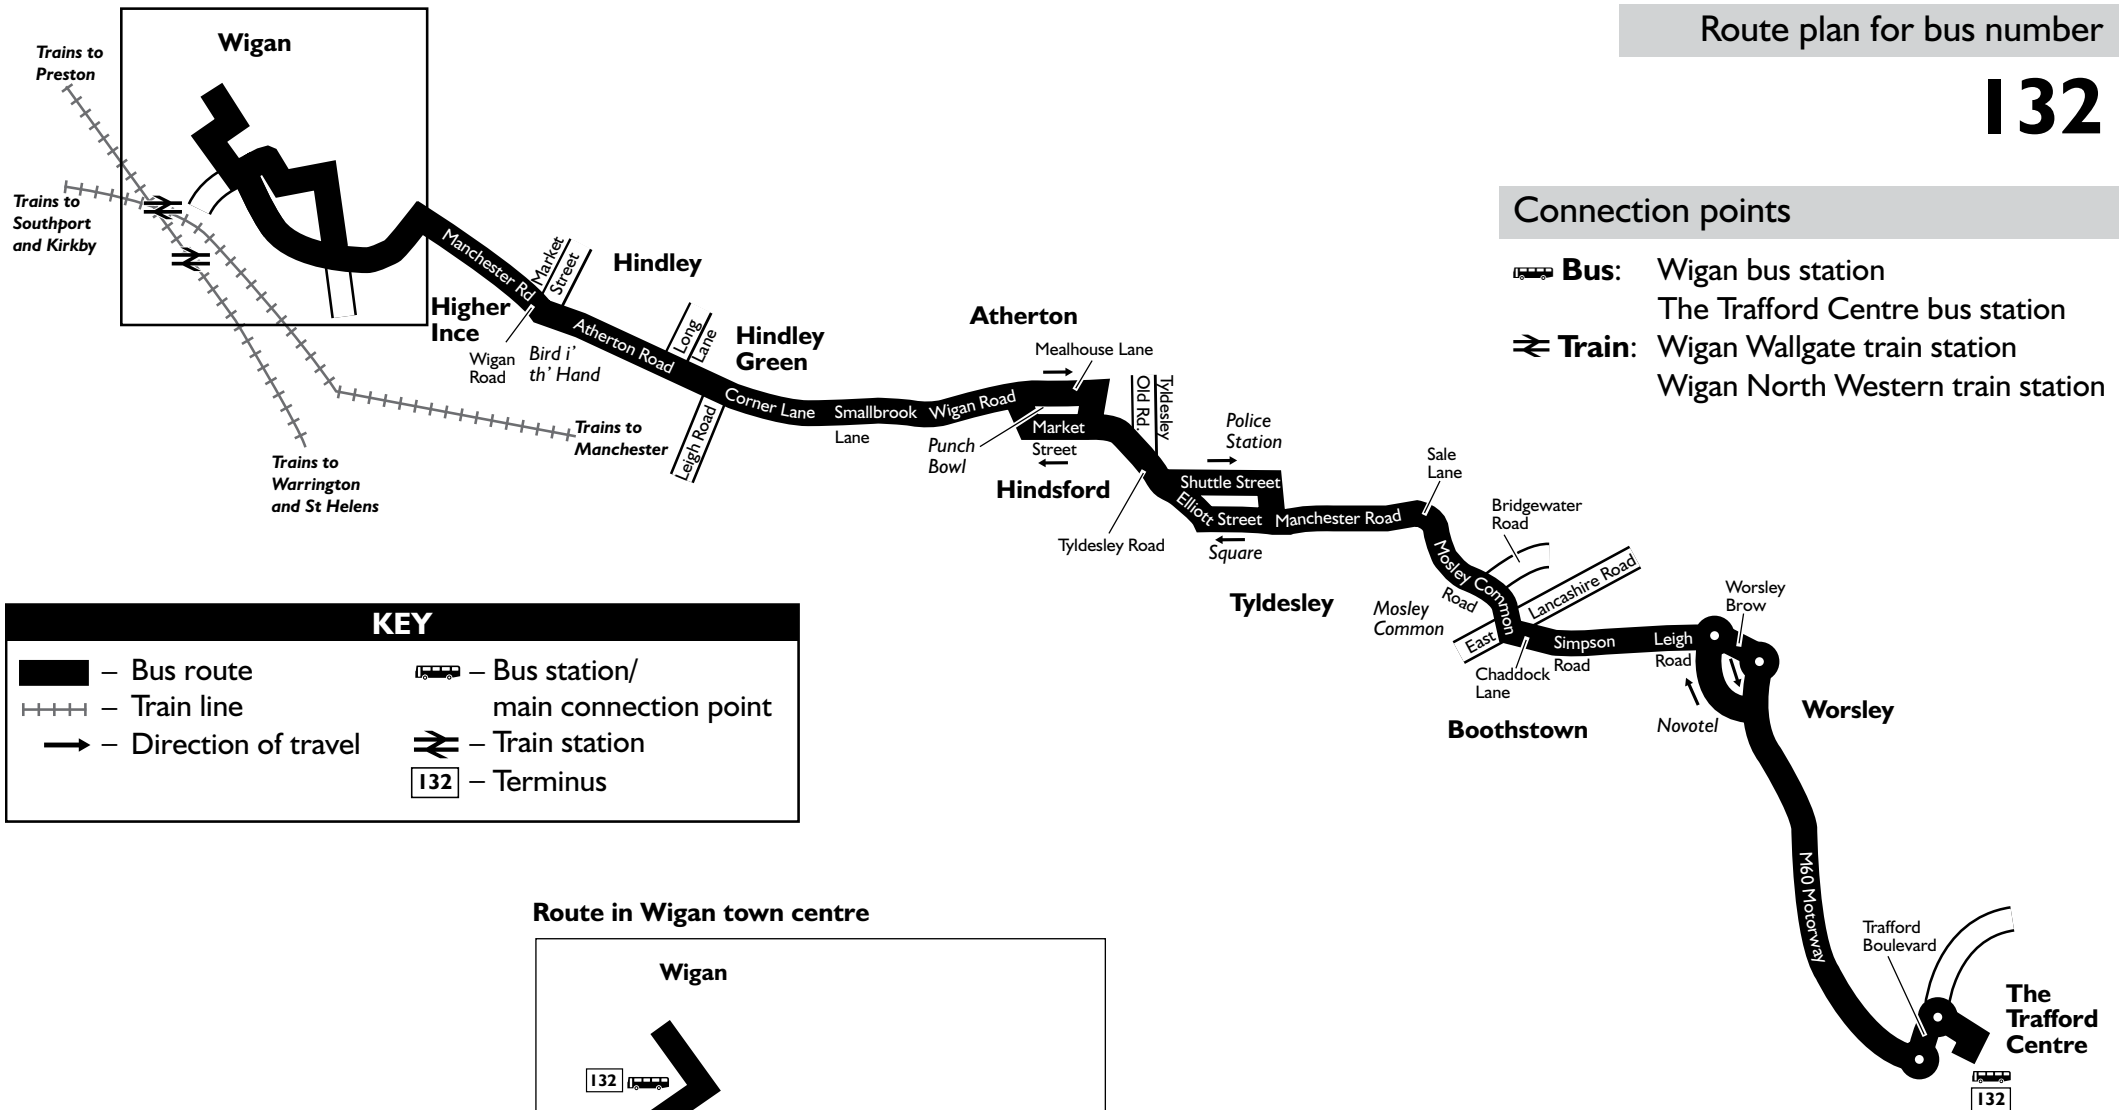 Route plan for bus number
132
Connection points
Bus: Wigan bus station
The Trafford Centre bus station
Train: Wigan Wallgate train station
Wigan North Western train station
Wigan
Trains to
Preston
Trains to
Southport
and Kirkby
Trains to
Warrington
and St Helens
Trains to
Manchester
Manchester Rd
Market
Street
Hindley
Higher
Ince
Wigan
Road
Bird i'
th' Hand
Atherton Road
Long
Lane
Hindley
Green
Leigh Road
Corner Lane
Smallbrook
Lane
Wigan Road
Atherton
Mealhouse Lane
Punch
Bowl
Market
Street
Hindsford
Tyldesley
Old Rd.
Tyldesley Road
Police
Station
Shuttle Street
Elliott Street
Square
Manchester Road
Tyldesley
Sale
Lane
Mosley Common
Road
Mosley
Common
Bridgewater
Road
East Lancashire Road
Chaddock
Lane
Boothstown
Simpson
Road
Leigh
Road
Worsley
Brow
Novotel
Worsley
M60 Motorway
Trafford
Boulevard
The
Trafford
Centre
132
KEY
– Bus route
– Train line
– Direction of travel
– Bus station/
main connection point
– Train station
132 – Terminus
Route in Wigan town centre
Wigan
132